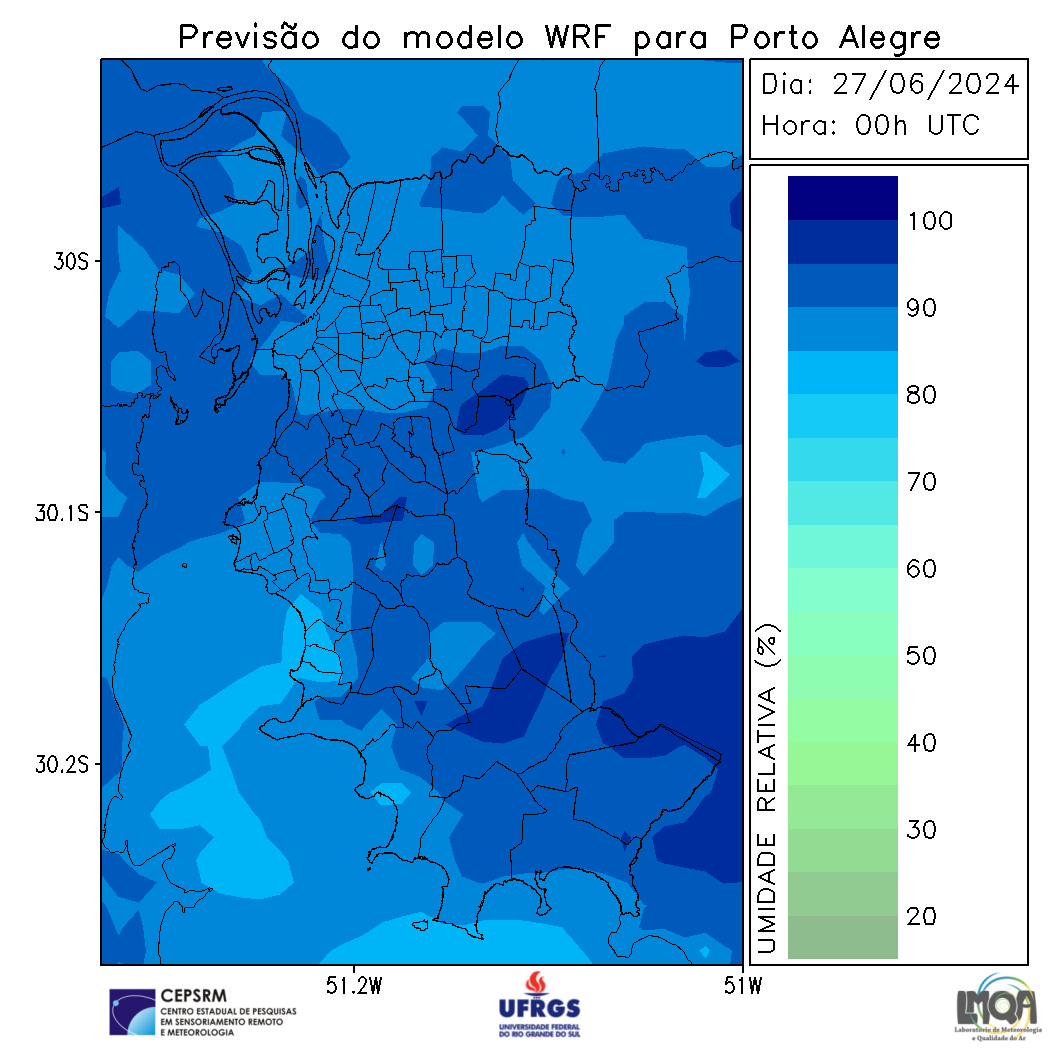 Previsão do modelo WRF para Porto Alegre
Dia: 27/06/2024
Hora: 00h UTC
30S
30.1S
30.2S
51.2W
51W
100
90
80
70
60
50
40
30
20
UMIDADE RELATIVA (%)
CEPSRM
CENTRO ESTADUAL DE PESQUISAS
EM SENSORIAMENTO REMOTO
E METEOROLOGIA
UFRGS
UNIVERSIDADE FEDERAL
DO RIO GRANDE DO SUL
LMQA
Laboratório de Meteorologia
e Qualidade do Ar